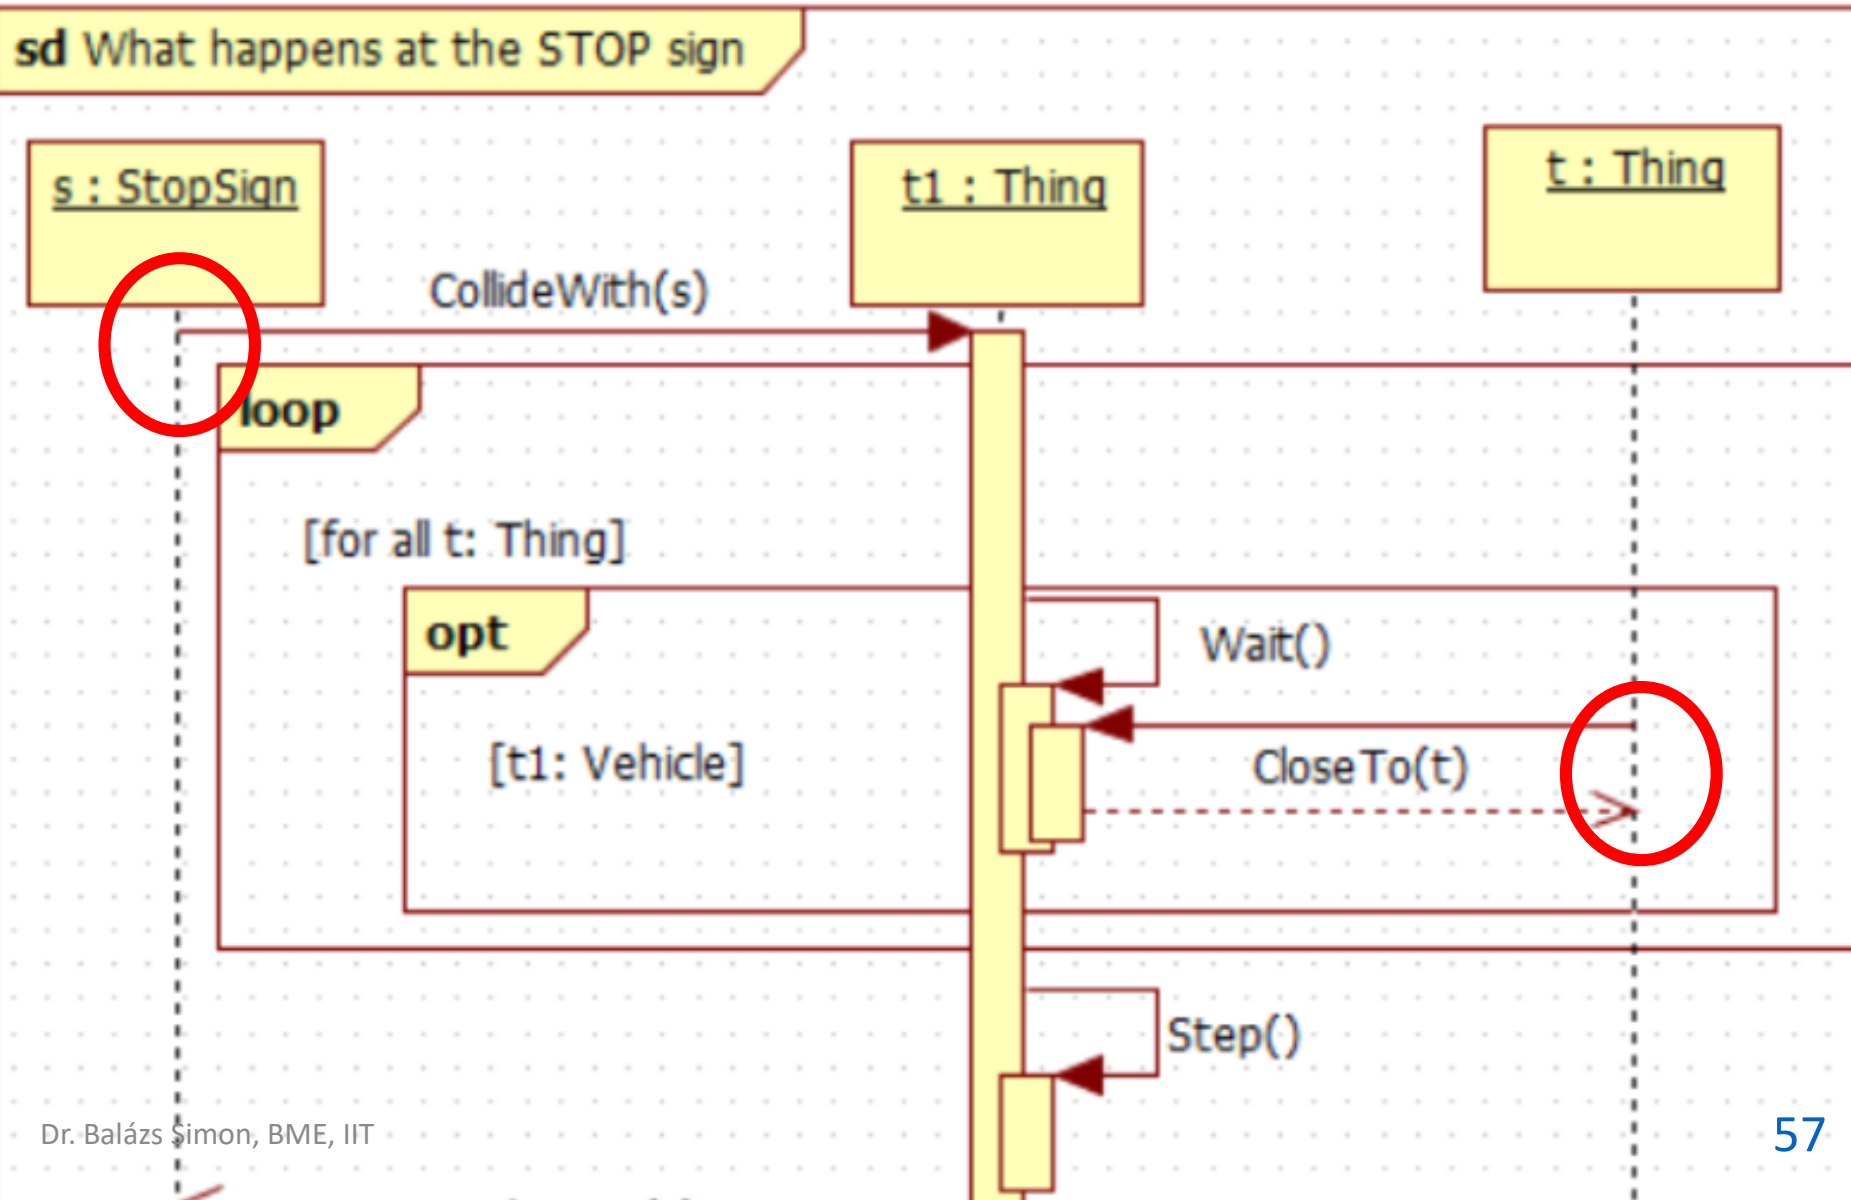 sd What happens at the STOP sign
s : StopSign
t1 : Thing
t : Thing
CollideWith(s)
loop
[for all t: Thing]
opt
Wait()
[t1: Vehicle]
CloseTo(t)
Step()
Dr. Balázs Simon, BME, IIT
57